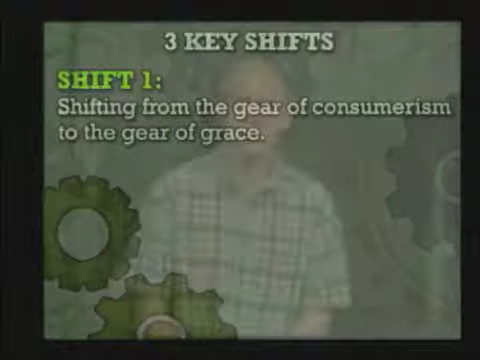 3 KEY SHIFTS
SHIFT 1:
Shifting from the gear of consumerism
to the gear of grace.